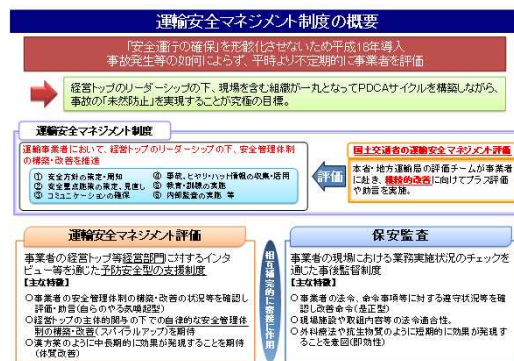 運輸安全マネジメント制度の概要
「安全運行の確保」を形骸化させないため平成18年導入
事故発生等の如何によらず、平時より不定期的に事業者を評価
経営トップのリーダーシップの下、現場を含む組織が一丸となってPDCAサイクルを構築しながら、
事故の「未然防止」を実現することが究極の目標。
運輸安全マネジメント制度
運輸事業者において、経営トップのリーダーシップの下、安全管理体制
の構築・改善を推進
① 安全方針の策定・周知
② 安全重点施策の策定、見直し
③ コミュニケーションの確保
④ 事故、ヒヤリ・ハット情報の収集・活用
⑤ 教育・訓練の実施
⑥ 内部監査の実施 等
評価
国土交通省の運輸安全マネジメント評価
本省・地方運輸局の評価チームが事業者
に赴き、継続的改善に向けてプラス評価
や助言を実施。
運輸安全マネジメント評価
事業者の経営トップ等経営部門に対するインタ
ビュー等を通じた予防安全型の支援制度
【主な特徴】
○事業者の安全管理体制の構築・改善の状況等を確認し
評価・助言(自らのやる気喚起型)
○経営トップの主体的関与の下での自律的な安全管理体
制の構築・改善(スパイラルアップ)を期待
○漢方薬のように中長期的に効果が発現することを期待
(体質改善)
相互補完的に密接に作用
保安監査
事業者の現場における業務実施状況のチェックを
通じた事後監督制度
【主な特徴】
○事業者の法令、命令事項等に対する遵守状況等を確
認し改善命令(是正型)
○現場施設や取組内容等の法令適合性。
○外科療法や抗生物質のように短期的に効果が発現す
ることを意図(即効性)